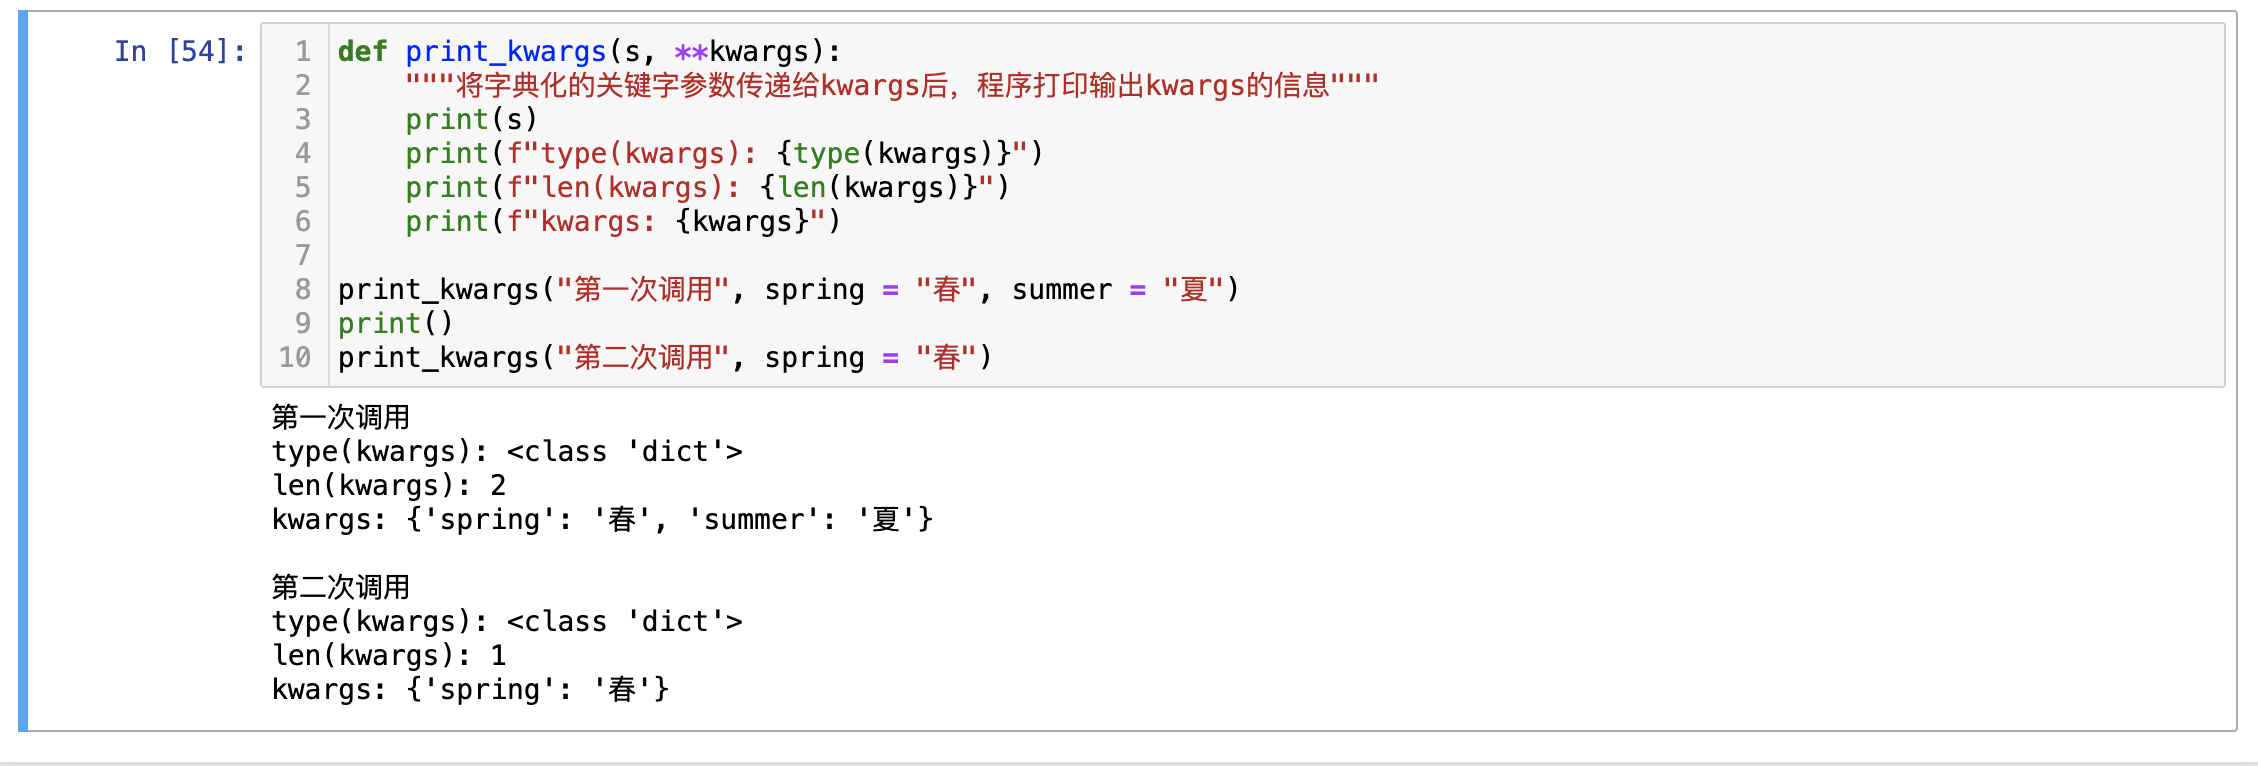 In [54]:
1 def print_kwargs(s, **kwargs):
2     """将字典化的关键字参数传递给kwargs后，程序打印输出kwargs的信息"""
3     print(s)
4     print(f"type(kwargs): {type(kwargs)}")
5     print(f"len(kwargs): {len(kwargs)}")
6     print(f"kwargs: {kwargs}")
7
8 print_kwargs("第一次调用", spring = "春", summer = "夏")
9 print()
10 print_kwargs("第二次调用", spring = "春")
第一次调用
type(kwargs): <class 'dict'>
len(kwargs): 2
kwargs: {'spring': '春', 'summer': '夏'}
第二次调用
type(kwargs): <class 'dict'>
len(kwargs): 1
kwargs: {'spring': '春'}